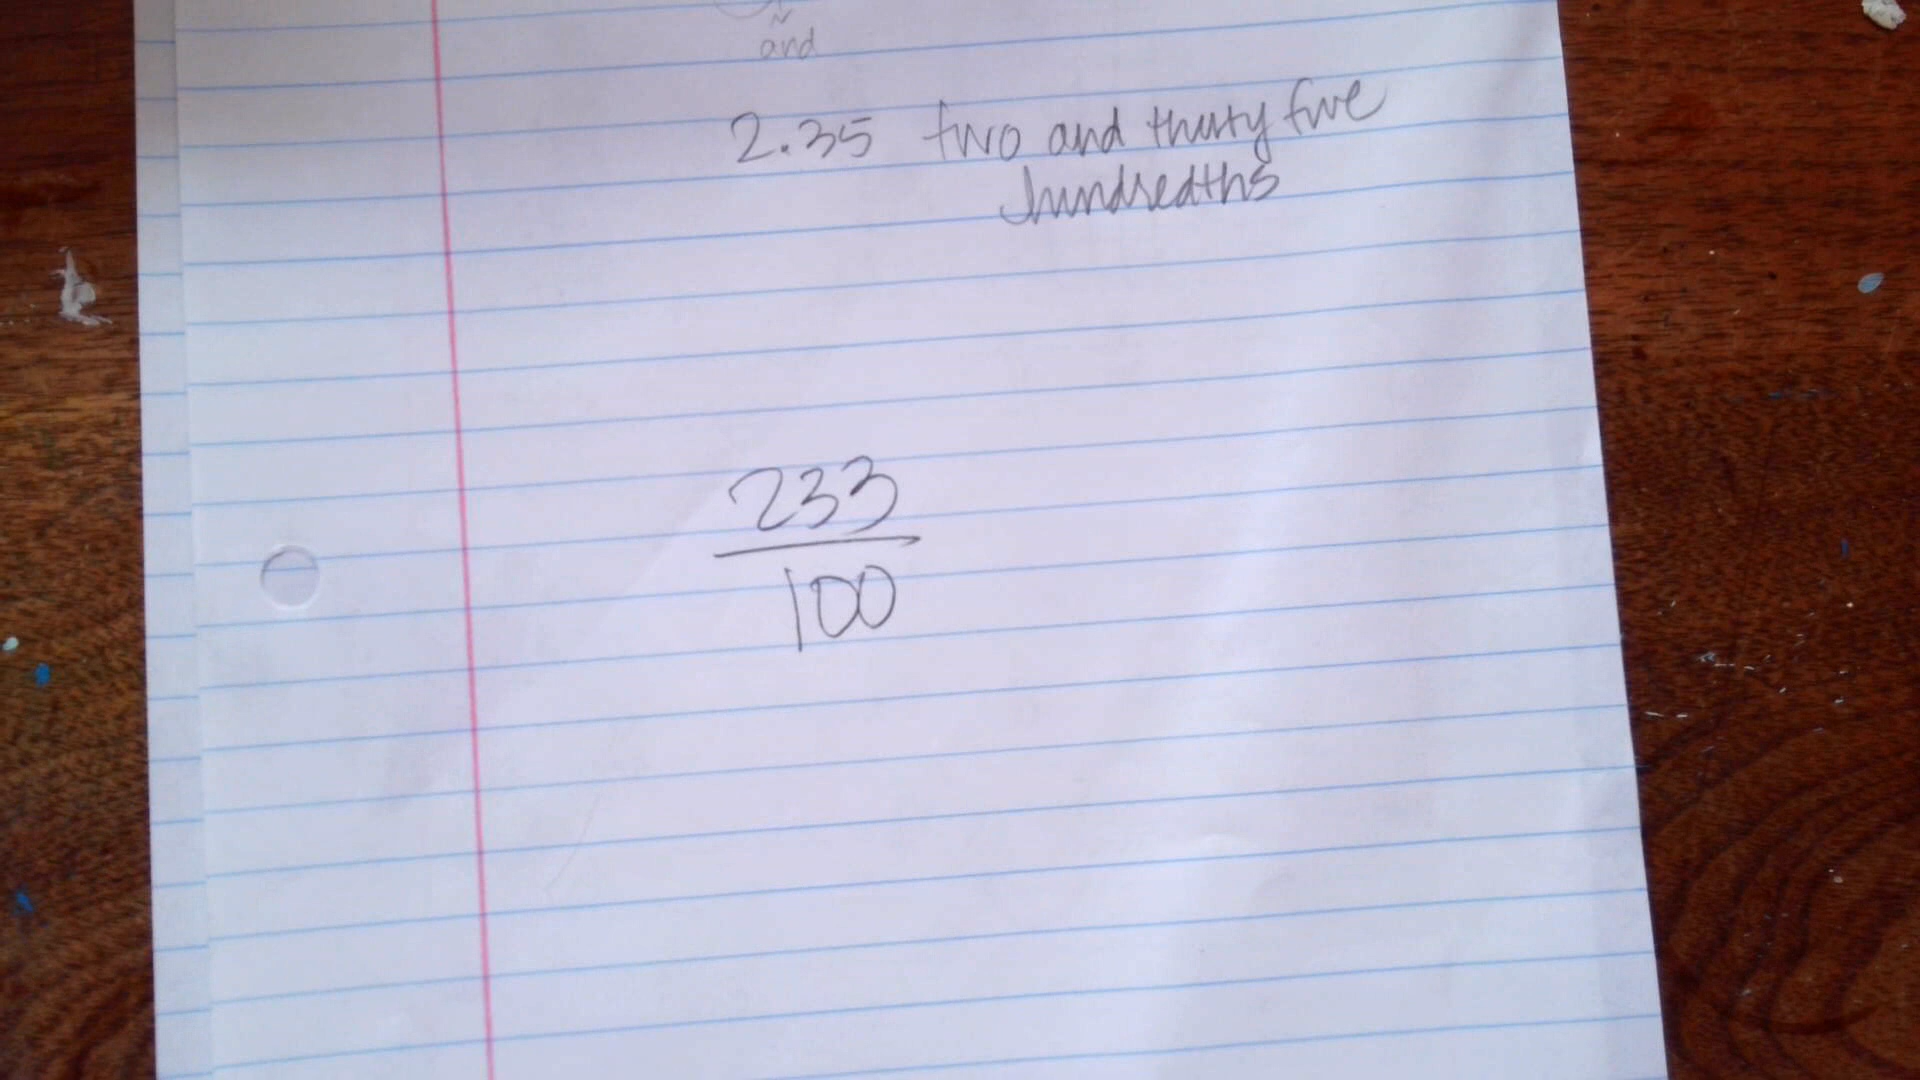 and
2.35 two and thirty five
hundredths
233
100